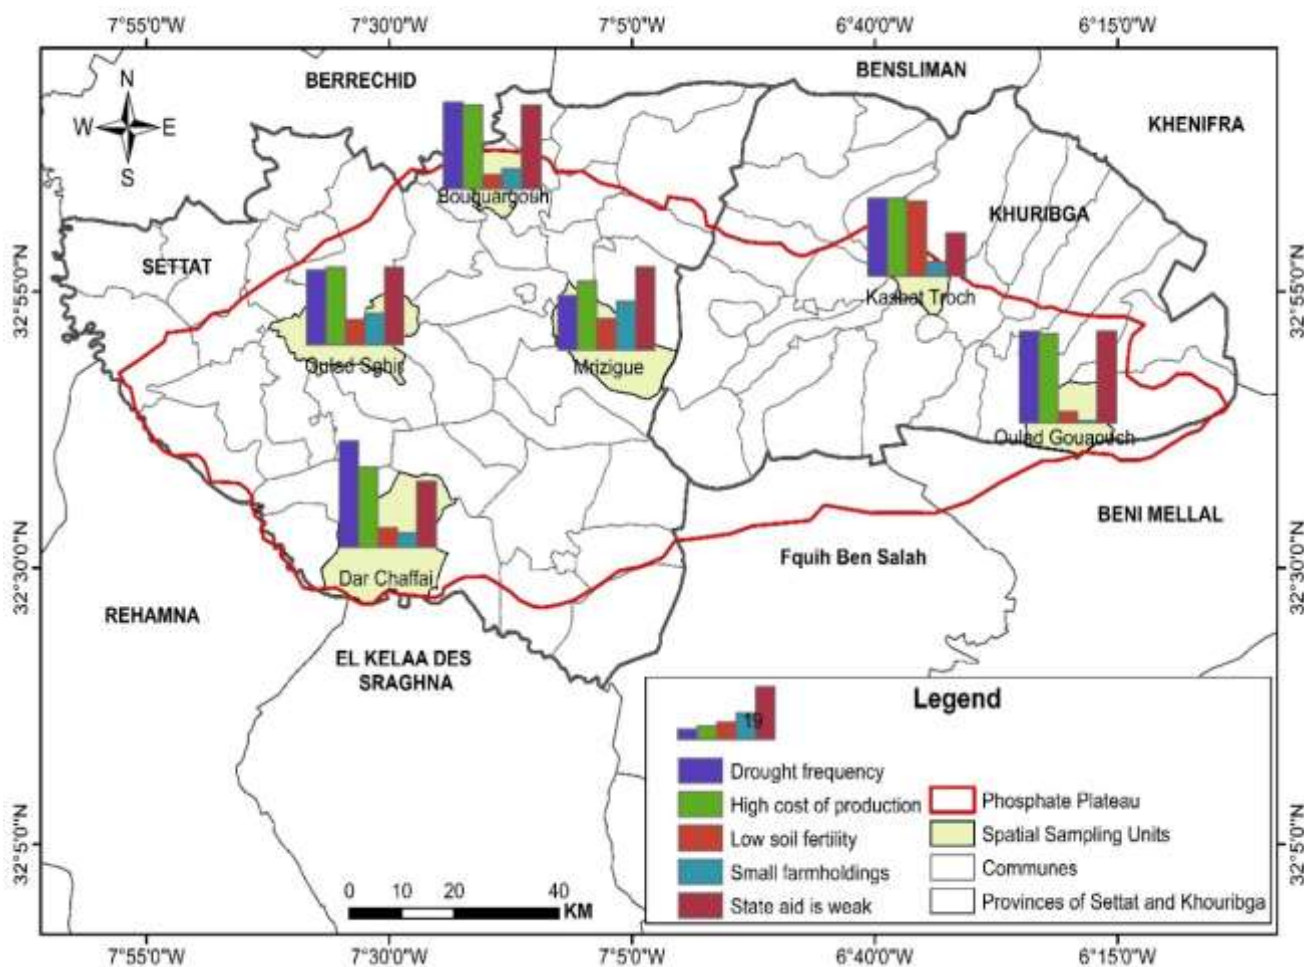 7°55'0"W 7°30'0"W 7°5'0"W 6°40'0"W 6°15'0"W
BERRECHID
BENSLIMAN
KHENIFRA
N
W E
S
Bouguargouh
KHURIBGA
SETTAT
32°55'0"N 32°55'0"N
Kasbat Troch
Oulad Sghir
Mrizigue
Oulad Gouaouch
BENI MELLAL
Fquih Ben Salah
32°30'0"N 32°30'0"N
Dar Chaffai
REHAMNA
EL KELAA DES
SRAGHNA
Legend
19
Drought frequency
High cost of production
Low soil fertility
Small farmholdings
State aid is weak
Phosphate Plateau
Spatial Sampling Units
Communes
Provinces of Settat and Khouribga
32°5'0"N 32°5'0"N
0 10 20 40
KM
7°55'0"W 7°30'0"W 7°5'0"W 6°40'0"W 6°15'0"W